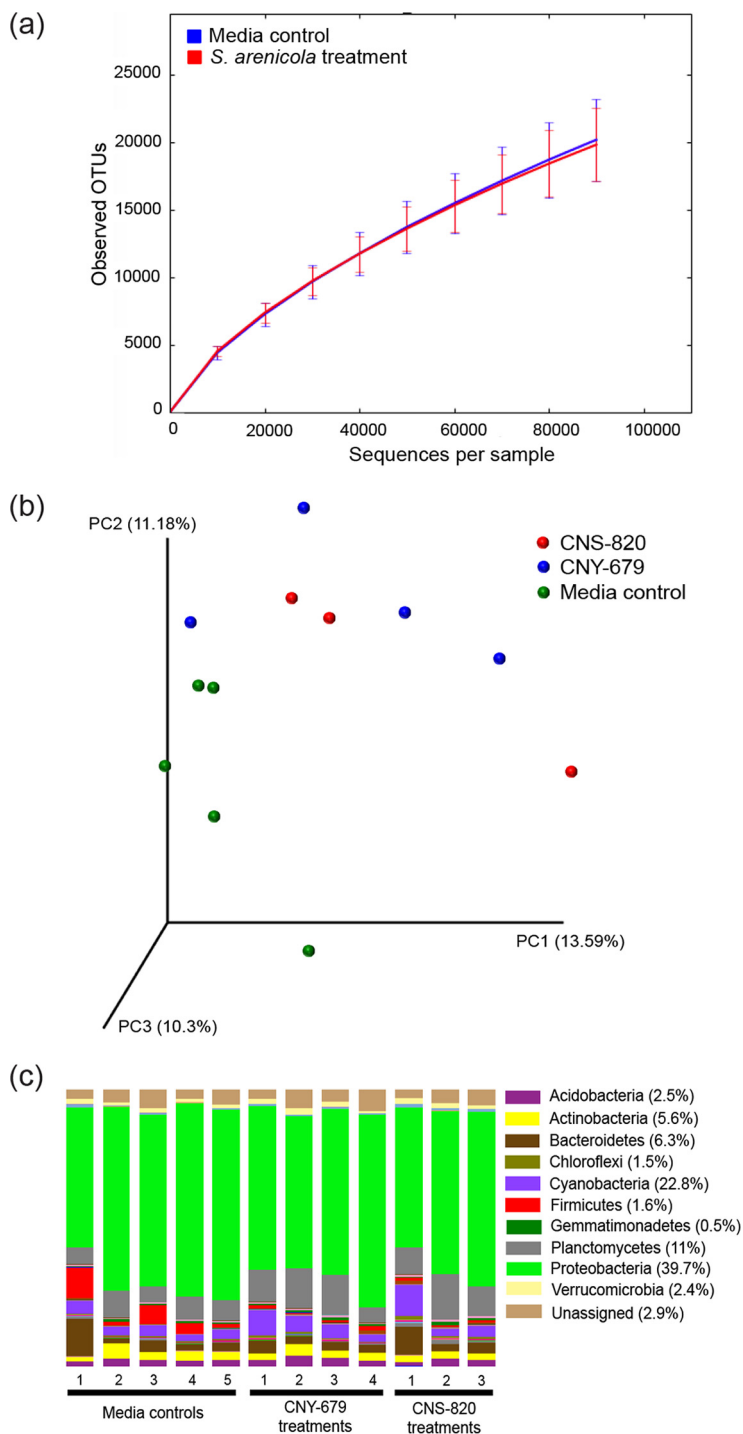 (a)
Media control
S. arenicola treatment
25000
20000
15000
10000
5000
0
Observed OTUs
0 20000 40000 60000 80000 100000
Sequences per sample
(b)
PC2 (11.18%)
CNS-820
CNY-679
Media control
PC1 (13.59%)
PC3 (10.3%)
(c)
Acidobacteria (2.5%)
Actinobacteria (5.6%)
Bacteroidetes (6.3%)
Chloroflexi (1.5%)
Cyanobacteria (22.8%)
Firmicutes (1.6%)
Gemmatimonadetes (0.5%)
Planctomycetes (11%)
Proteobacteria (39.7%)
Verrucomicrobia (2.4%)
Unassigned (2.9%)
1 2 3 4 5 1 2 3 4 1 2 3
Media controls
CNY-679
treatments
CNS-820
treatments